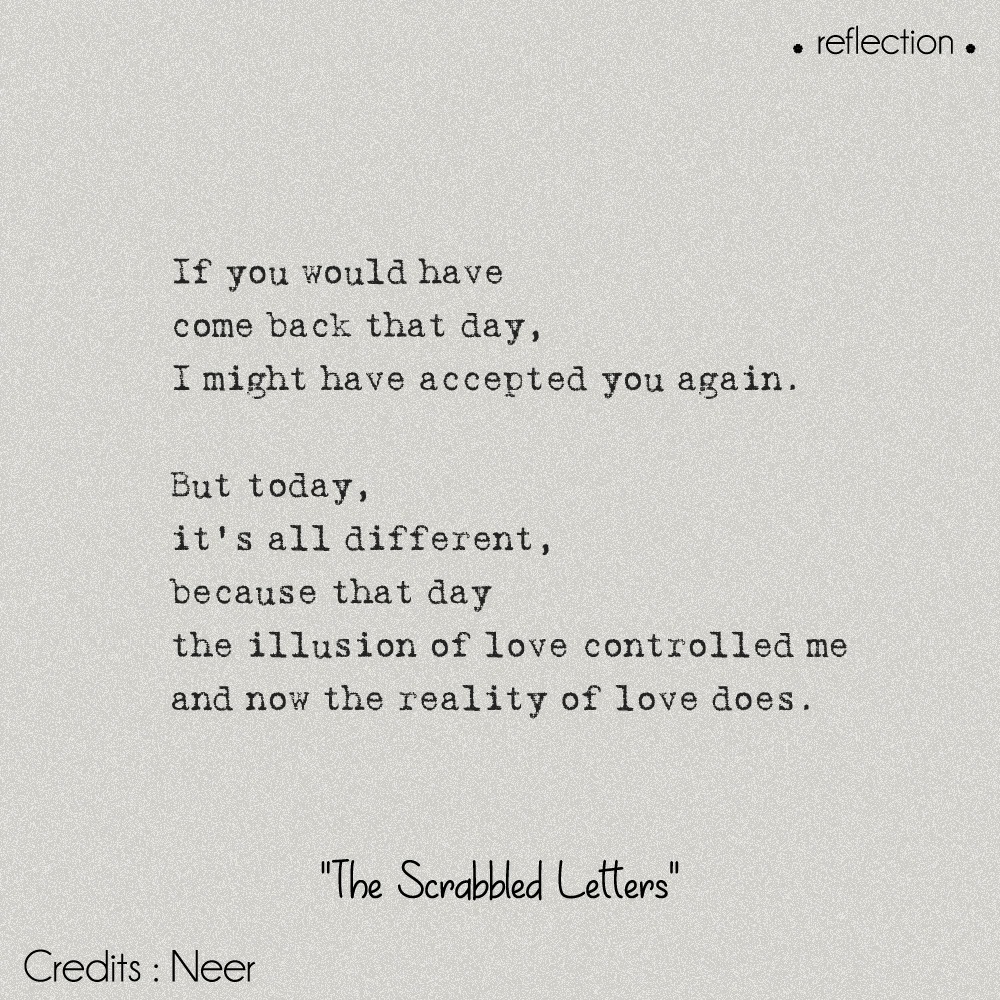 • reflection •
If you would have
come back that day,
I might have accepted you again.
But today,
it's all different,
because that day
the illusion of love controlled me
and now the reality of love does.
"The Scrabbled Letters"
Credits : Neer